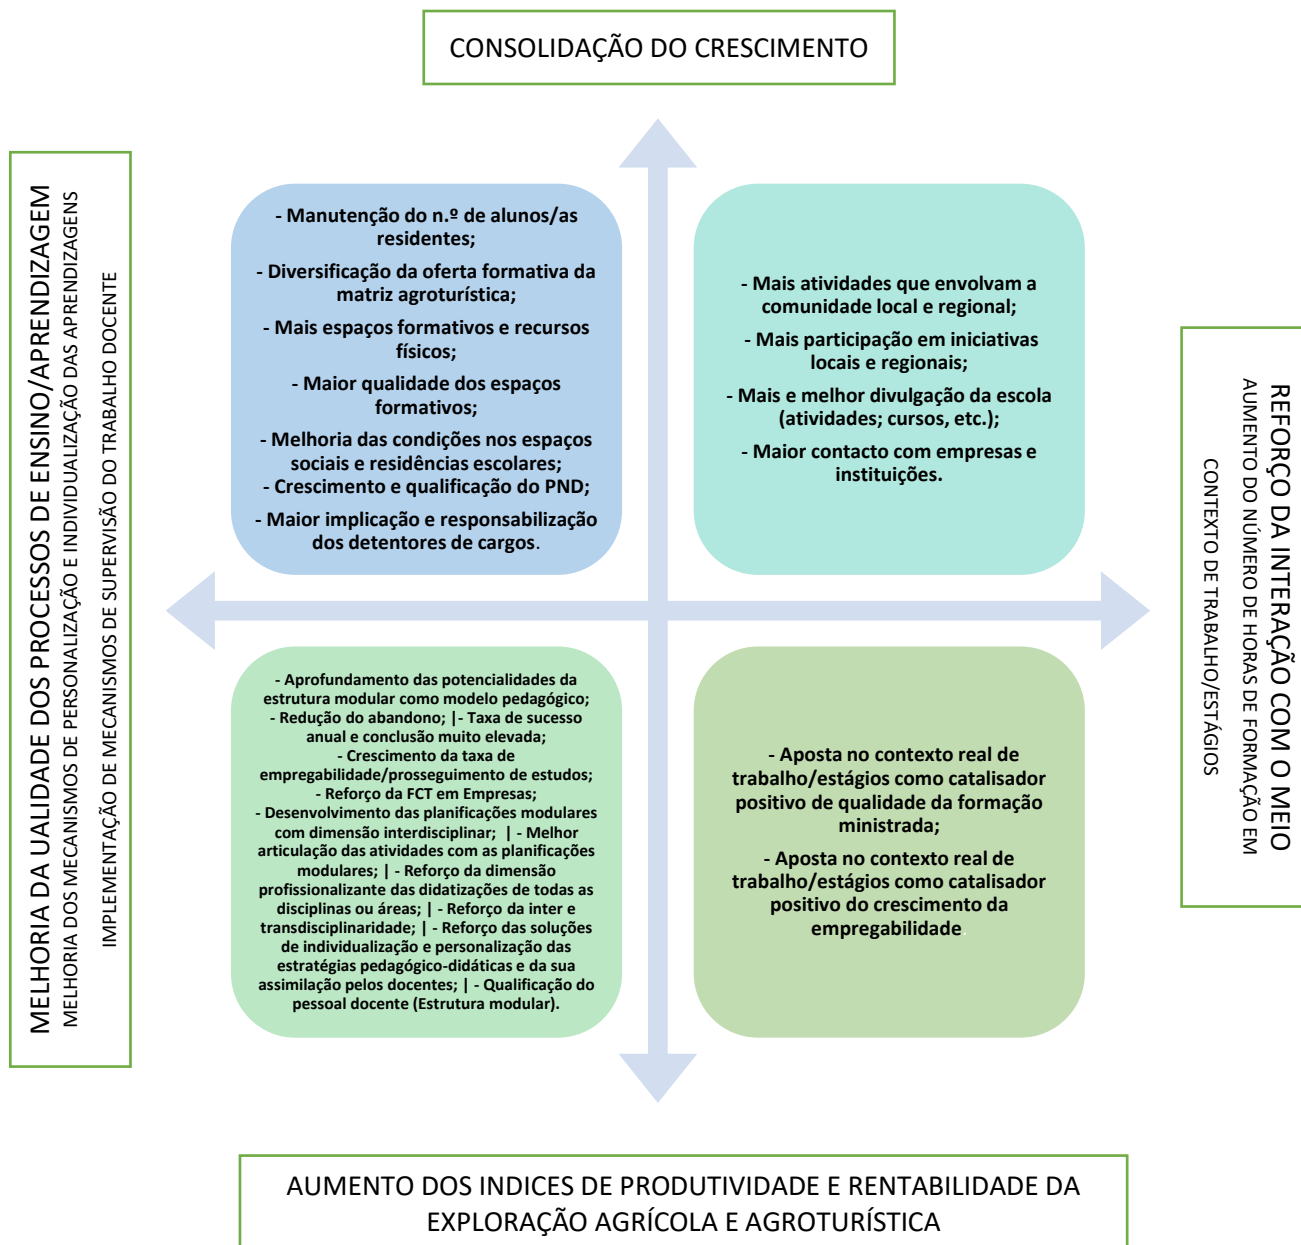 CONSOLIDAÇÃO DO CRESCIMENTO
MELHORIA DA UALIDADE DOS PROCESSOS DE ENSINO/APRENDIZAGEM
MELHORIA DOS MECANISMOS DE PERSONALIZAÇÃO E INDIVIDUALIZAÇÃO DAS APRENDIZAGENS
IMPLEMENTAÇÃO DE MECANISMOS DE SUPERVISÃO DO TRABALHO DOCENTE
- Manutenção do n.º de alunos/as
residentes;
- Diversificação da oferta formativa da
matriz agroturística;
- Mais espaços formativos e recursos
físicos;
- Maior qualidade dos espaços
formativos;
- Melhoria das condições nos espaços
sociais e residências escolares;
- Crescimento e qualificação do PND;
- Maior implicação e responsabilização
dos detentores de cargos.
- Mais atividades que envolvam a
comunidade local e regional;
- Mais participação em iniciativas
locais e regionais;
- Mais e melhor divulgação da escola
(atividades; cursos, etc.);
- Maior contacto com empresas e
instituições.
REFORÇO DA INTERAÇÃO COM O MEIO
AUMENTO DO NÚMERO DE HORAS DE FORMAÇÃO EM
CONTEXTO DE TRABALHO/ESTÁGIOS
- Aprofundamento das potencialidades da
estrutura modular como modelo pedagógico;
- Redução do abandono; |- Taxa de sucesso
anual e conclusão muito elevada;
- Crescimento da taxa de
empregabilidade/prosseguimento de estudos;
- Reforço da FCT em Empresas;
- Desenvolvimento das planificações modulares
com dimensão interdisciplinar; | - Melhor
articulação das atividades com as planificações
modulares; | - Reforço da dimensão
profissionalizante das didatizações de todas as
disciplinas ou áreas; | - Reforço da inter e
transdisciplinaridade; | - Reforço das soluções
de individualização e personalização das
estratégias pedagógico-didáticas e da sua
assimilação pelos docentes; | - Qualificação do
pessoal docente (Estrutura modular).
- Aposta no contexto real de
trabalho/estágios como catalisador
positivo de qualidade da formação
ministrada;
- Aposta no contexto real de
trabalho/estágios como catalisador
positivo do crescimento da
empregabilidade
AUMENTO DOS INDICES DE PRODUTIVIDADE E RENTABILIDADE DA
EXPLORAÇÃO AGRÍCOLA E AGROTURÍSTICA